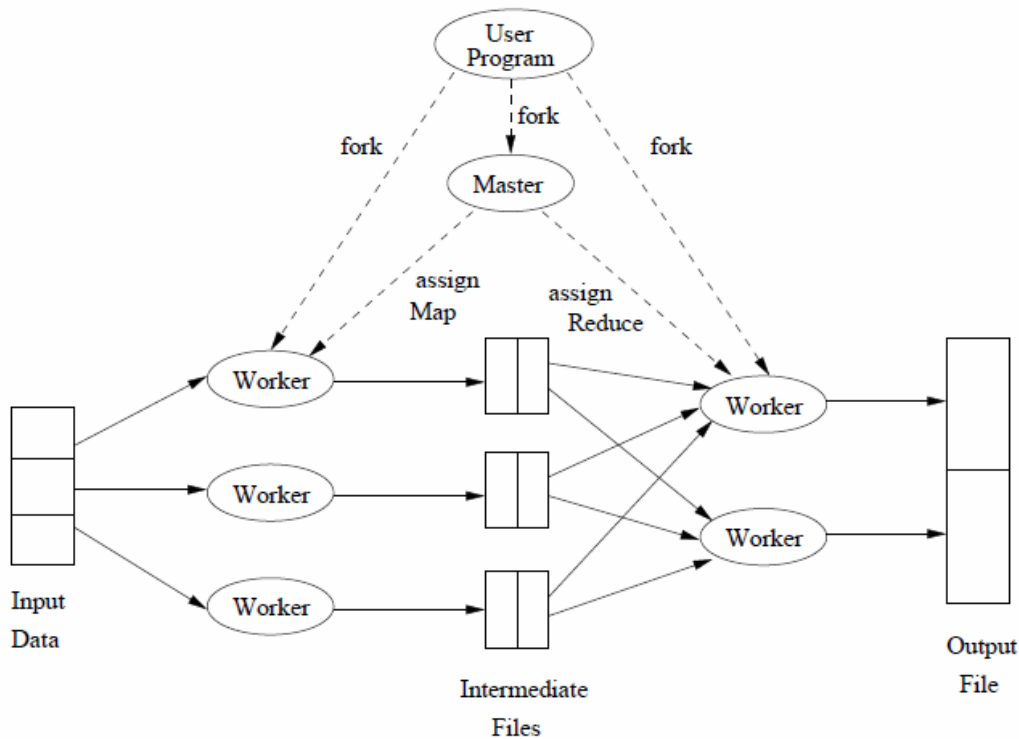 User
Program
fork
fork
fork
Master
assign
Map
assign
Reduce
Worker
Worker
Worker
Worker
Worker
Input
Data
Intermediate
Files
Output
File